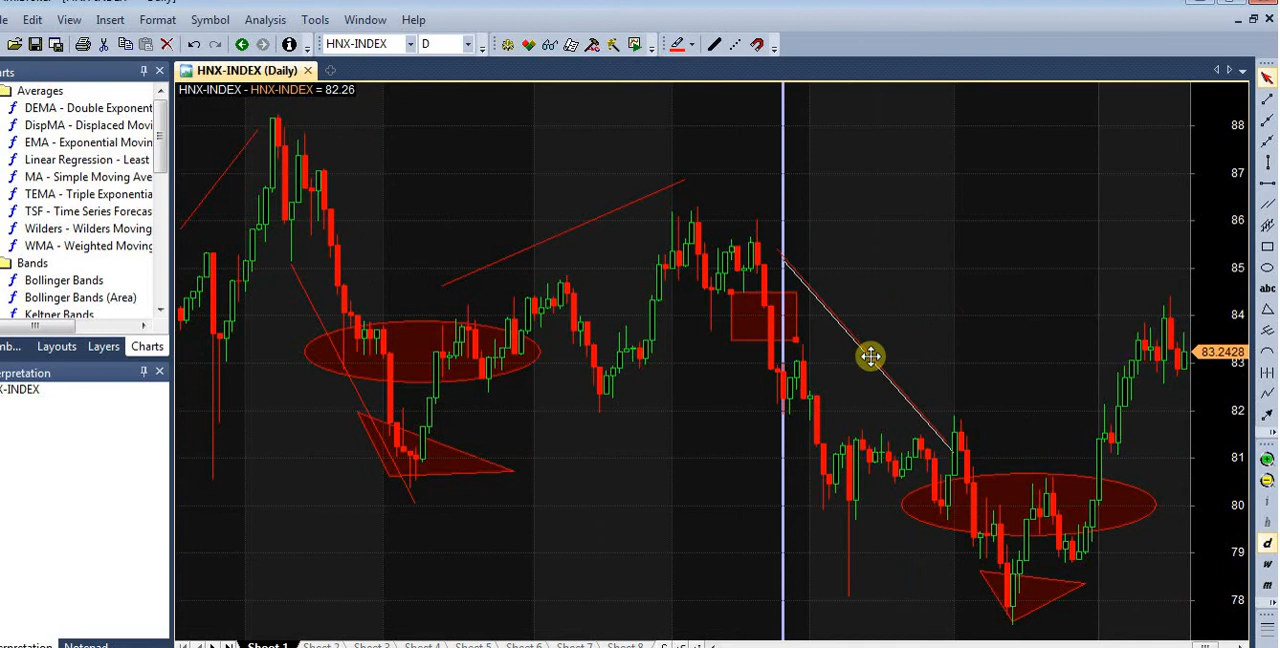 Edit View Insert Format Symbol Analysis Tools Window Help
HNX-INDEX D
HNX-INDEX (Daily)
HNX-INDEX - HNX-INDEX = 82.26
Averages
DEMA - Double Exponent
DispMA - Displaced Movi
EMA - Exponential Movin
Linear Regression - Least
MA - Simple Moving Ave
TEMA - Triple Exponentia
TSF - Time Series Forecas
Wilders - Wilders Moving
WMA - Weighted Moving
Bands
Bollinger Bands
Bollinger Bands (Area)
Keltner Bands
Layouts Layers Charts
X-INDEX
88
87
86
85
84
83.2428
83
82
81
80
79
78
abc
i
h
d
w
m
Notepad
Sheet 1 Sheet 2 Sheet 3 Sheet 4 Sheet 5 Sheet 6 Sheet 7 Sheet 8